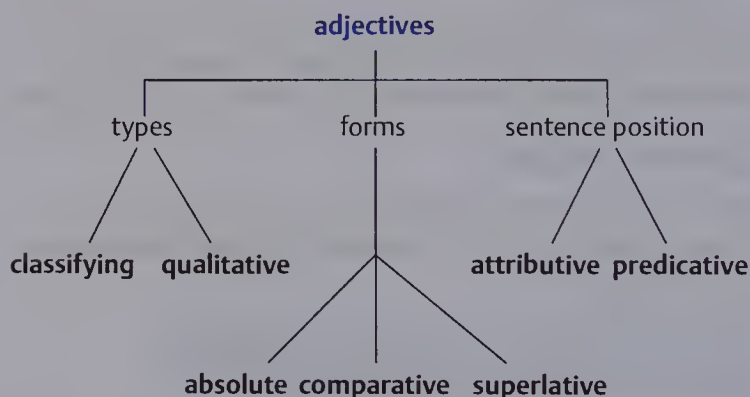 adjectives
types forms sentence position
classifying qualitative attributive predicative
absolute comparative superlative